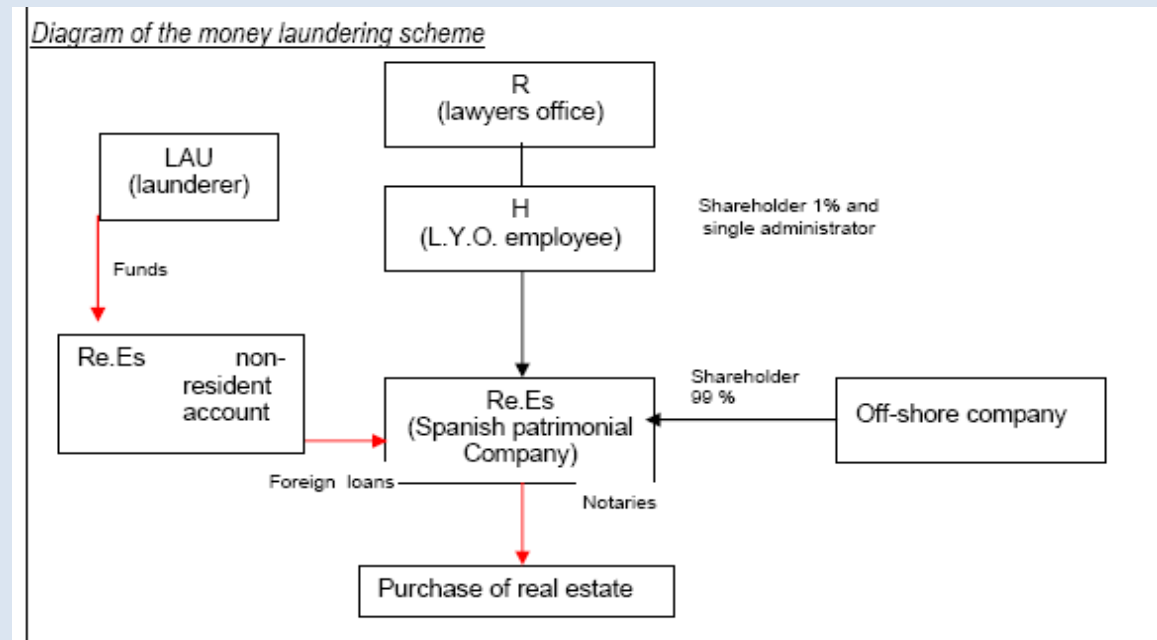 Diagram of the money laundering scheme
R
(lawyers office)
LAU
(launderer)
H
(L.Y.O. employee)
Shareholder 1% and
single administrator
Funds
Re.Es non-
resident
account
Re.Es
(Spanish patrimonial
Company)
Shareholder
99 %
Off-shore company
Foreign loans
Notaries
Purchase of real estate